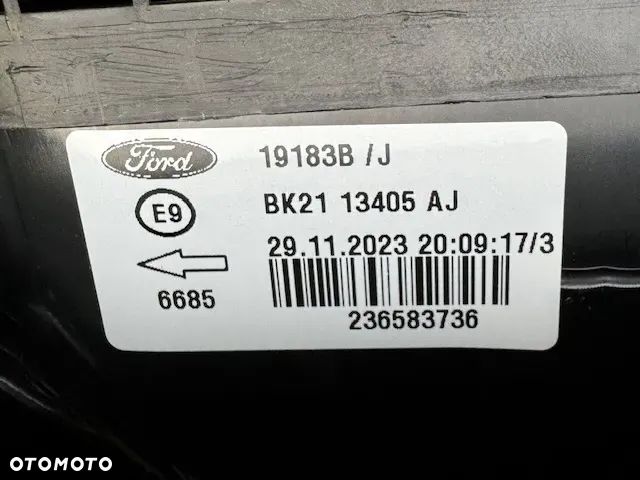 Ford
19183B /J
E9
BK21 13405 AJ
29.11.2023 20:09:17/3
6685
236583736
OTOMOTO